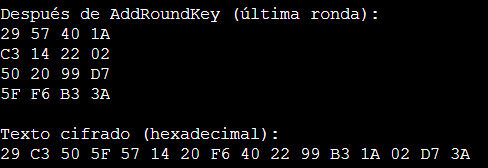 Después de AddRoundKey (última ronda):
29 57 40 1A
C3 14 22 02
50 20 99 D7
5F F6 B3 3A
Texto cifrado (hexadecimal):
29 C3 50 5F 57 14 20 F6 40 22 99 B3 1A 02 D7 3A